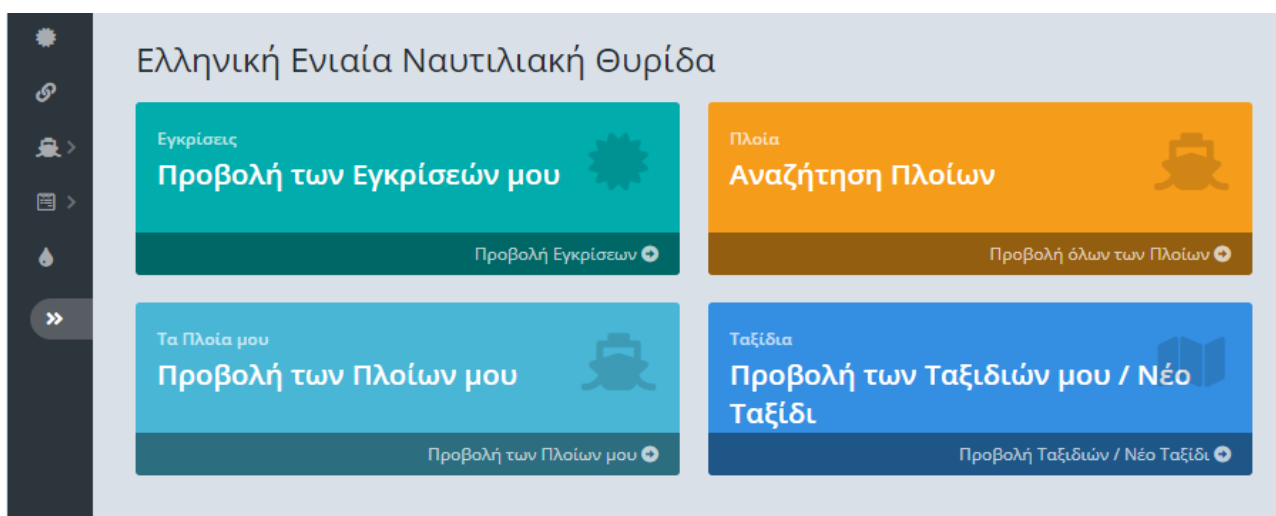 Ελληνική Ενιαία Ναυτιλιακή Θυρίδα
Εγκρίσεις
Προβολή των Εγκρίσεών μου
Προβολή Εγκρίσεων
Πλοία
Αναζήτηση Πλοίων
Προβολή όλων των Πλοίων
Τα Πλοία μου
Προβολή των Πλοίων μου
Προβολή των Πλοίων μου
Ταξίδια
Προβολή των Ταξιδιών μου / Νέο
Ταξίδι
Προβολή Ταξιδιών / Νέο Ταξίδι